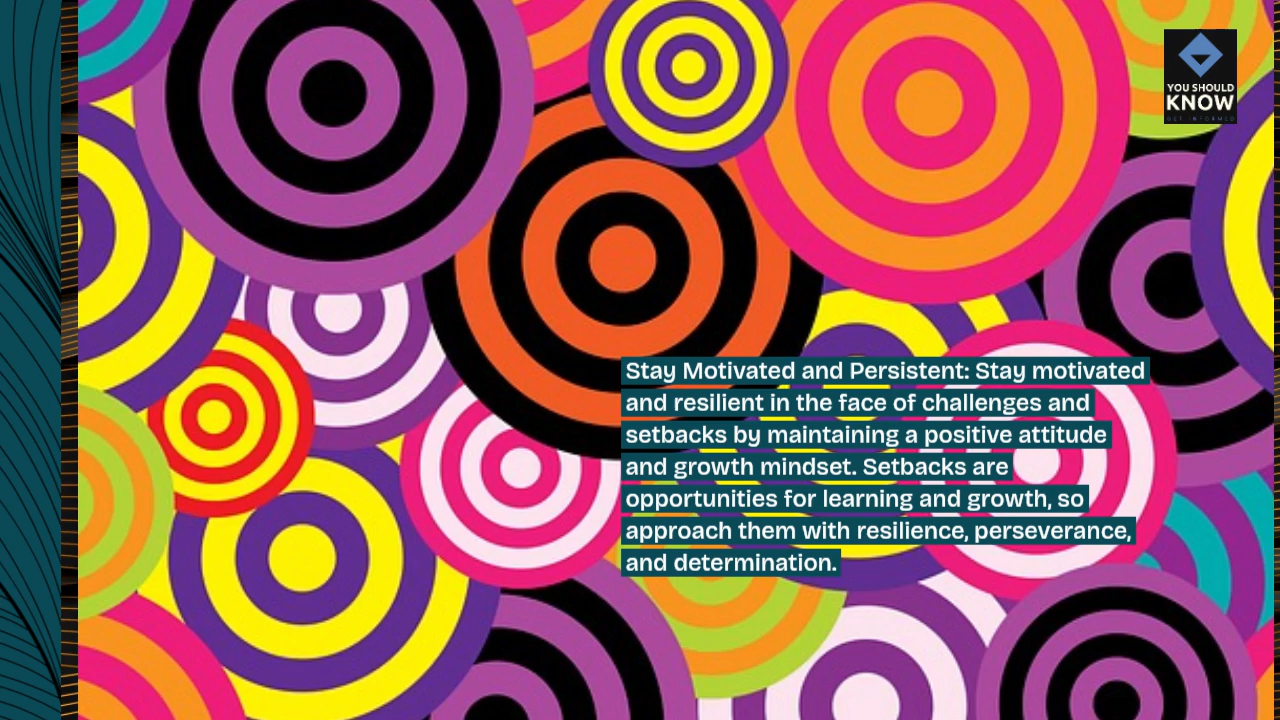 YOU SHOULD
KNOW
GET INFORMED
Stay Motivated and Persistent: Stay motivated
and resilient in the face of challenges and
setbacks by maintaining a positive attitude
and growth mindset. Setbacks are
opportunities for learning and growth, so
approach them with resilience, perseverance,
and determination.